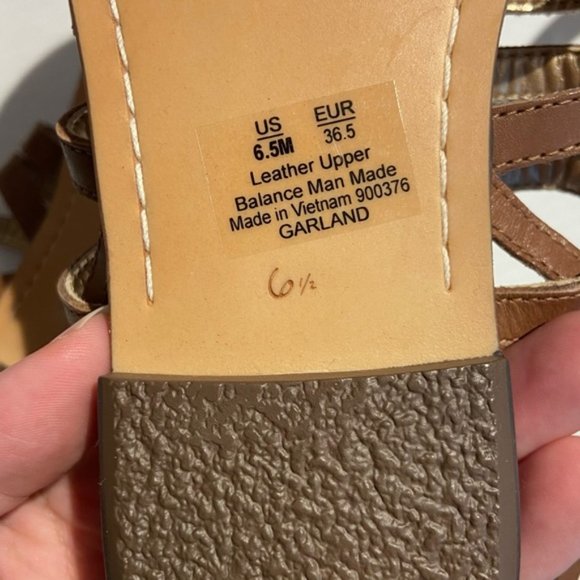 US EUR
6.5M 36.5
Leather Upper
Balance Man Made
Made in Vietnam 900376
GARLAND
6 1/2